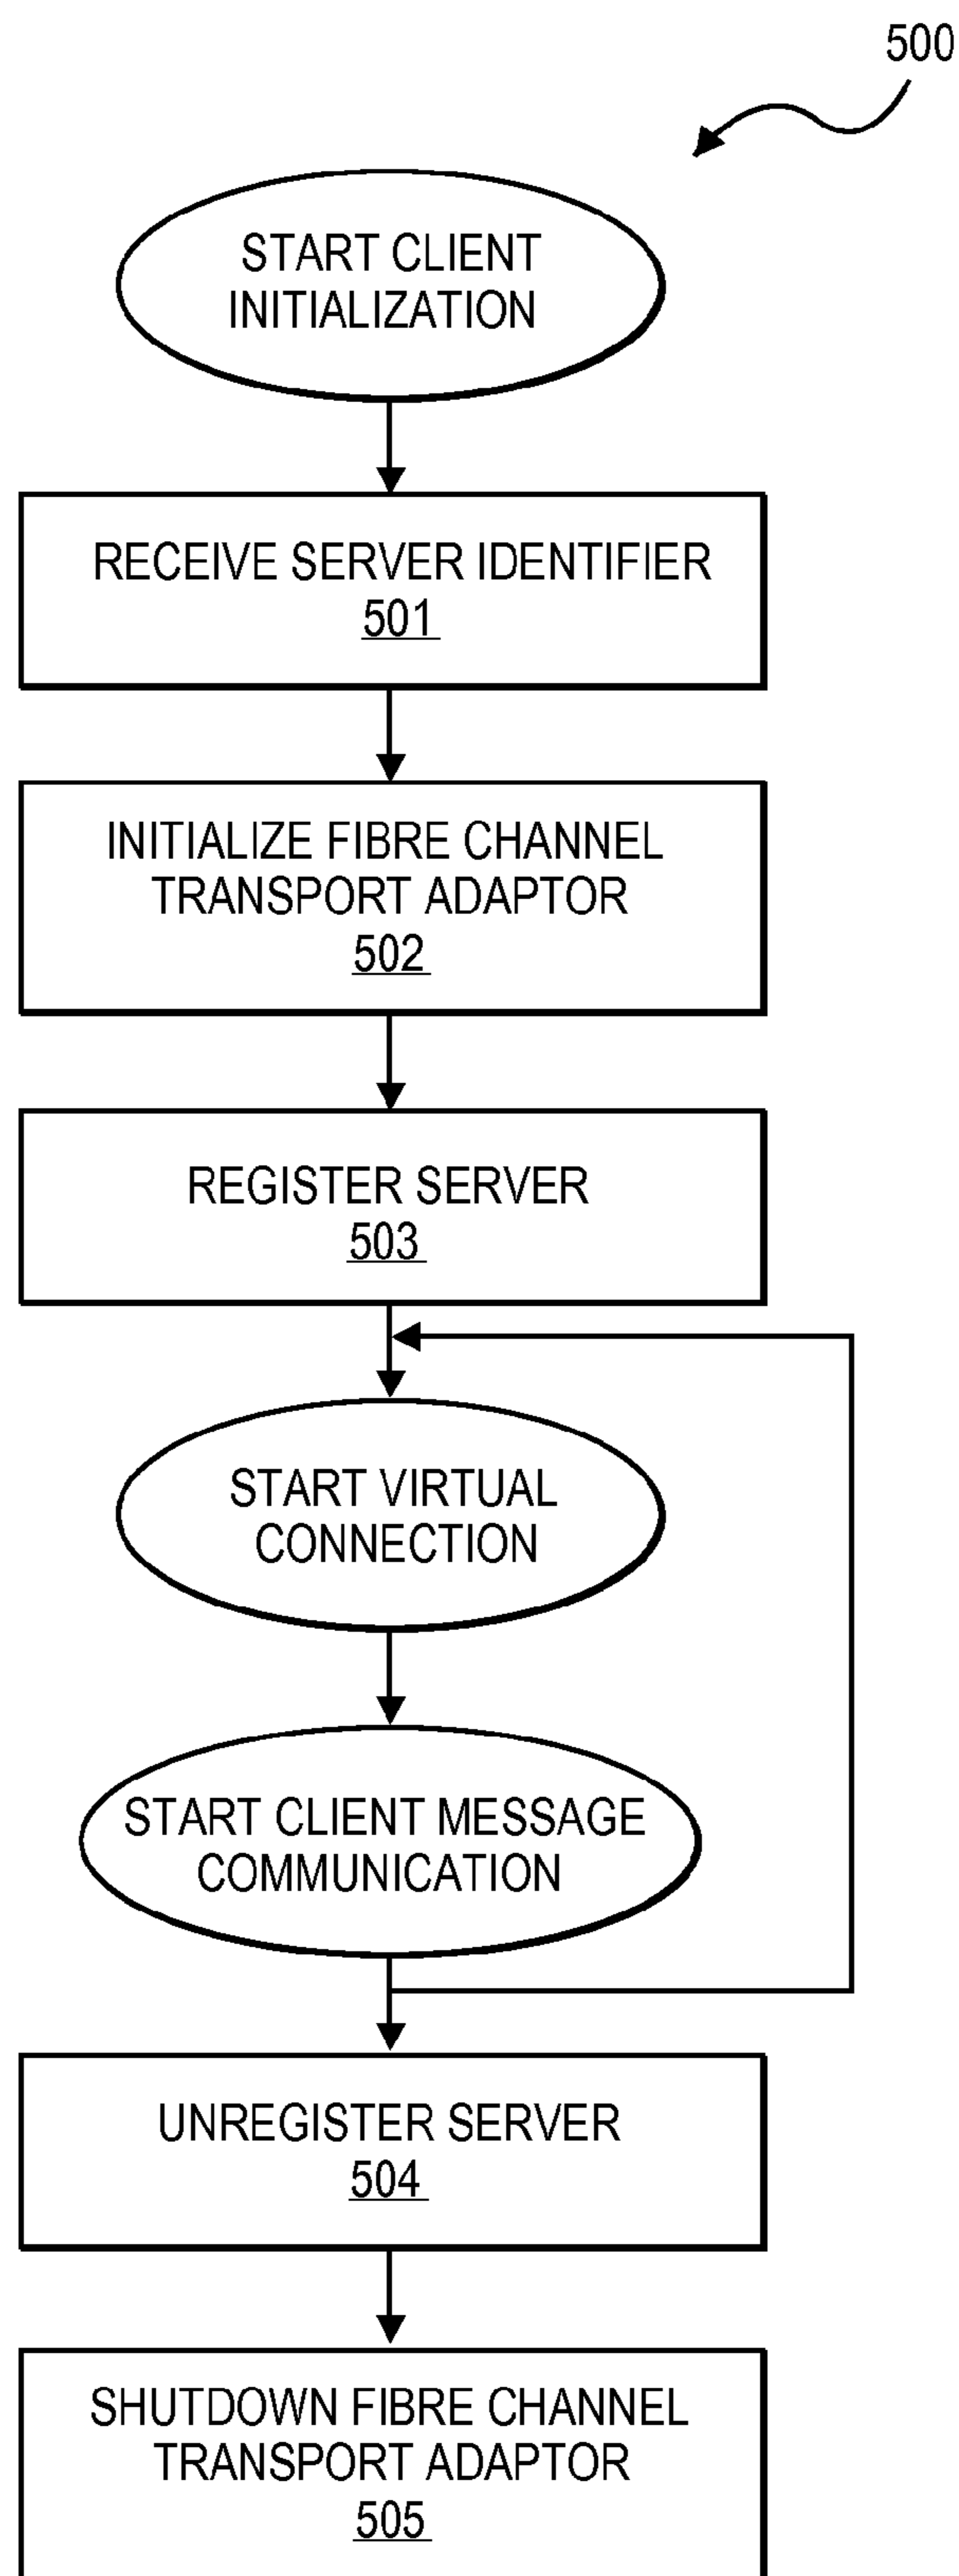 500
START CLIENT
INITIALIZATION
RECEIVE SERVER IDENTIFIER
501
INITIALIZE FIBRE CHANNEL
TRANSPORT ADAPTOR
502
REGISTER SERVER
503
START VIRTUAL
CONNECTION
START CLIENT MESSAGE
COMMUNICATION
UNREGISTER SERVER
504
SHUTDOWN FIBRE CHANNEL
TRANSPORT ADAPTOR
505